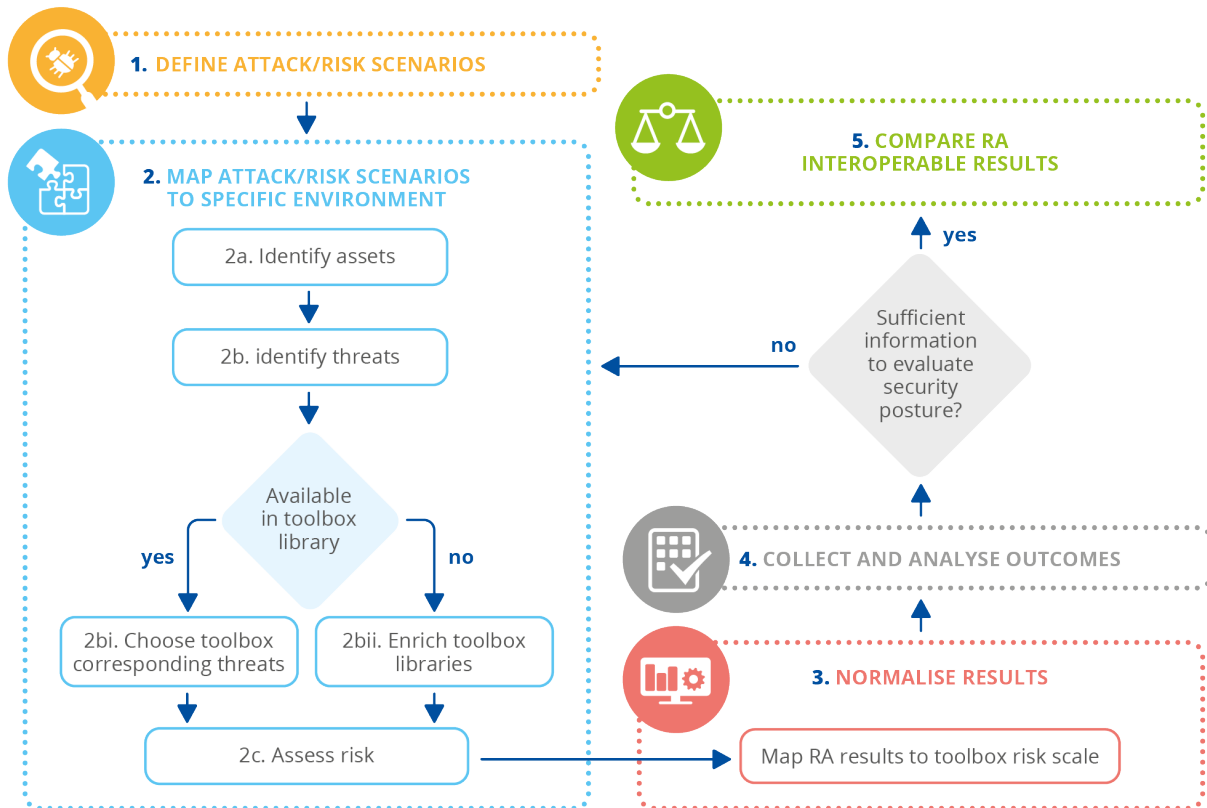 1. DEFINE ATTACK/RISK SCENARIOS
2. MAP ATTACK/RISK SCENARIOS
TO SPECIFIC ENVIRONMENT
2a. Identify assets
2b. identify threats
Available
in toolbox
library
yes
no
2bi. Choose toolbox
corresponding threats
2bii. Enrich toolbox
libraries
2c. Assess risk
3. NORMALISE RESULTS
Map RA results to toolbox risk scale
4. COLLECT AND ANALYSE OUTCOMES
Sufficient
information
to evaluate
security
posture?
no
yes
5. COMPARE RA
INTEROPERABLE RESULTS